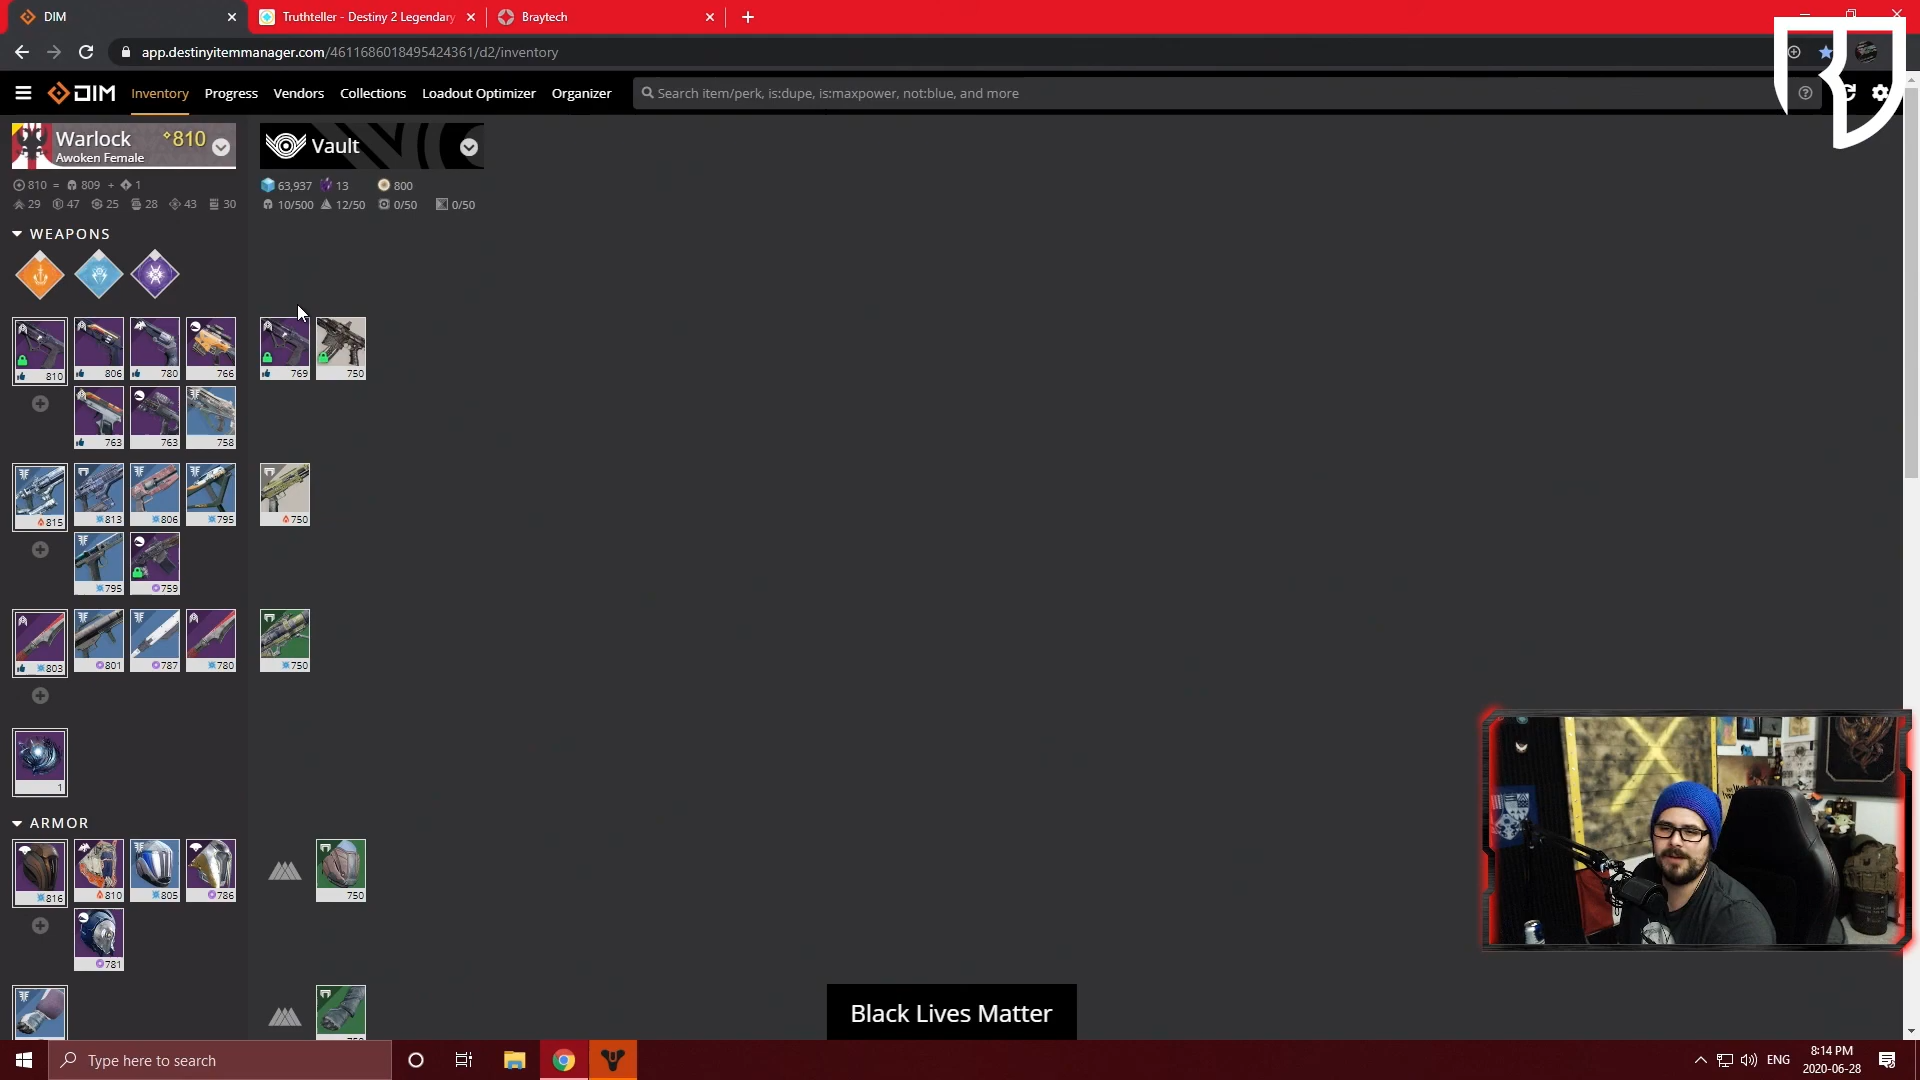 DIM
Truthteller - Destiny 2 Legendary
Braytech
app.destinyitemmanager.com/4611686018495424361/d2/inventory
DIM Inventory Progress Vendors Collections Loadout Optimizer Organizer
Search item/perk, is:dupe, is:maxpower, not:blue, and more
Warlock 810
Awoken Female
Vault
810 = 809 + 1
63,937 13 800
29 47 25 28 43 30
10/500 12/50 0/50 0/50
WEAPONS
810 806 780 766 769 750
763 763 758
815 813 806 795 750
795 759
803 801 787 780 750
1
ARMOR
816 810 805 786 750
781
Black Lives Matter
Type here to search
ENG
8:14 PM
2020-06-28